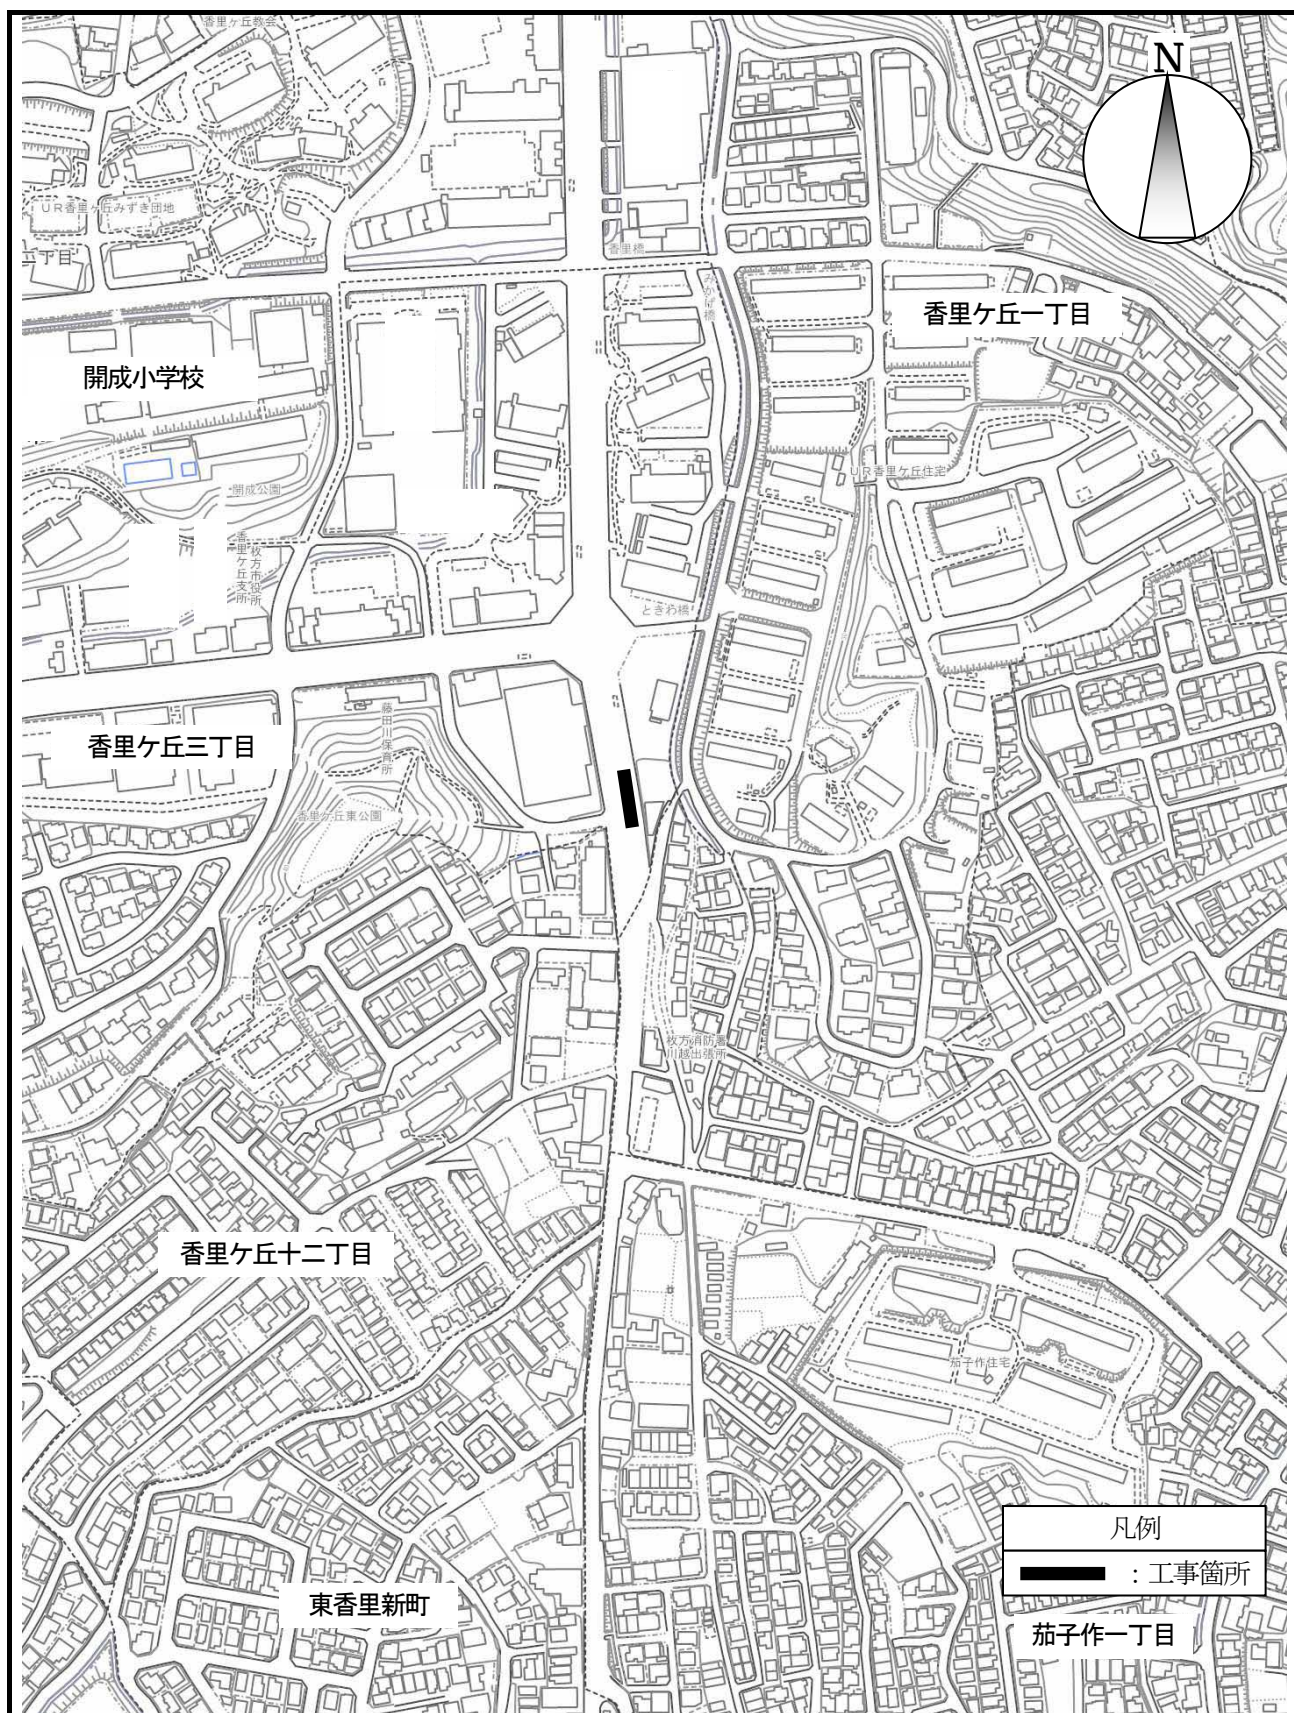 香里ケ丘教会
N
UR香里ケ丘みずき団地
丁目
香里橋
みかげ橋
香里ケ丘一丁目
開成小学校
UR香里ケ丘住宅
開成公園
枚方市役所
香里ケ丘支所
ときわ橋
藤田川保育所
香里ケ丘三丁目
香里ケ丘東公園
枚方消防署
川越出張所
香里ケ丘十二丁目
茄子作住宅
凡例
：工事箇所
東香里新町
茄子作一丁目